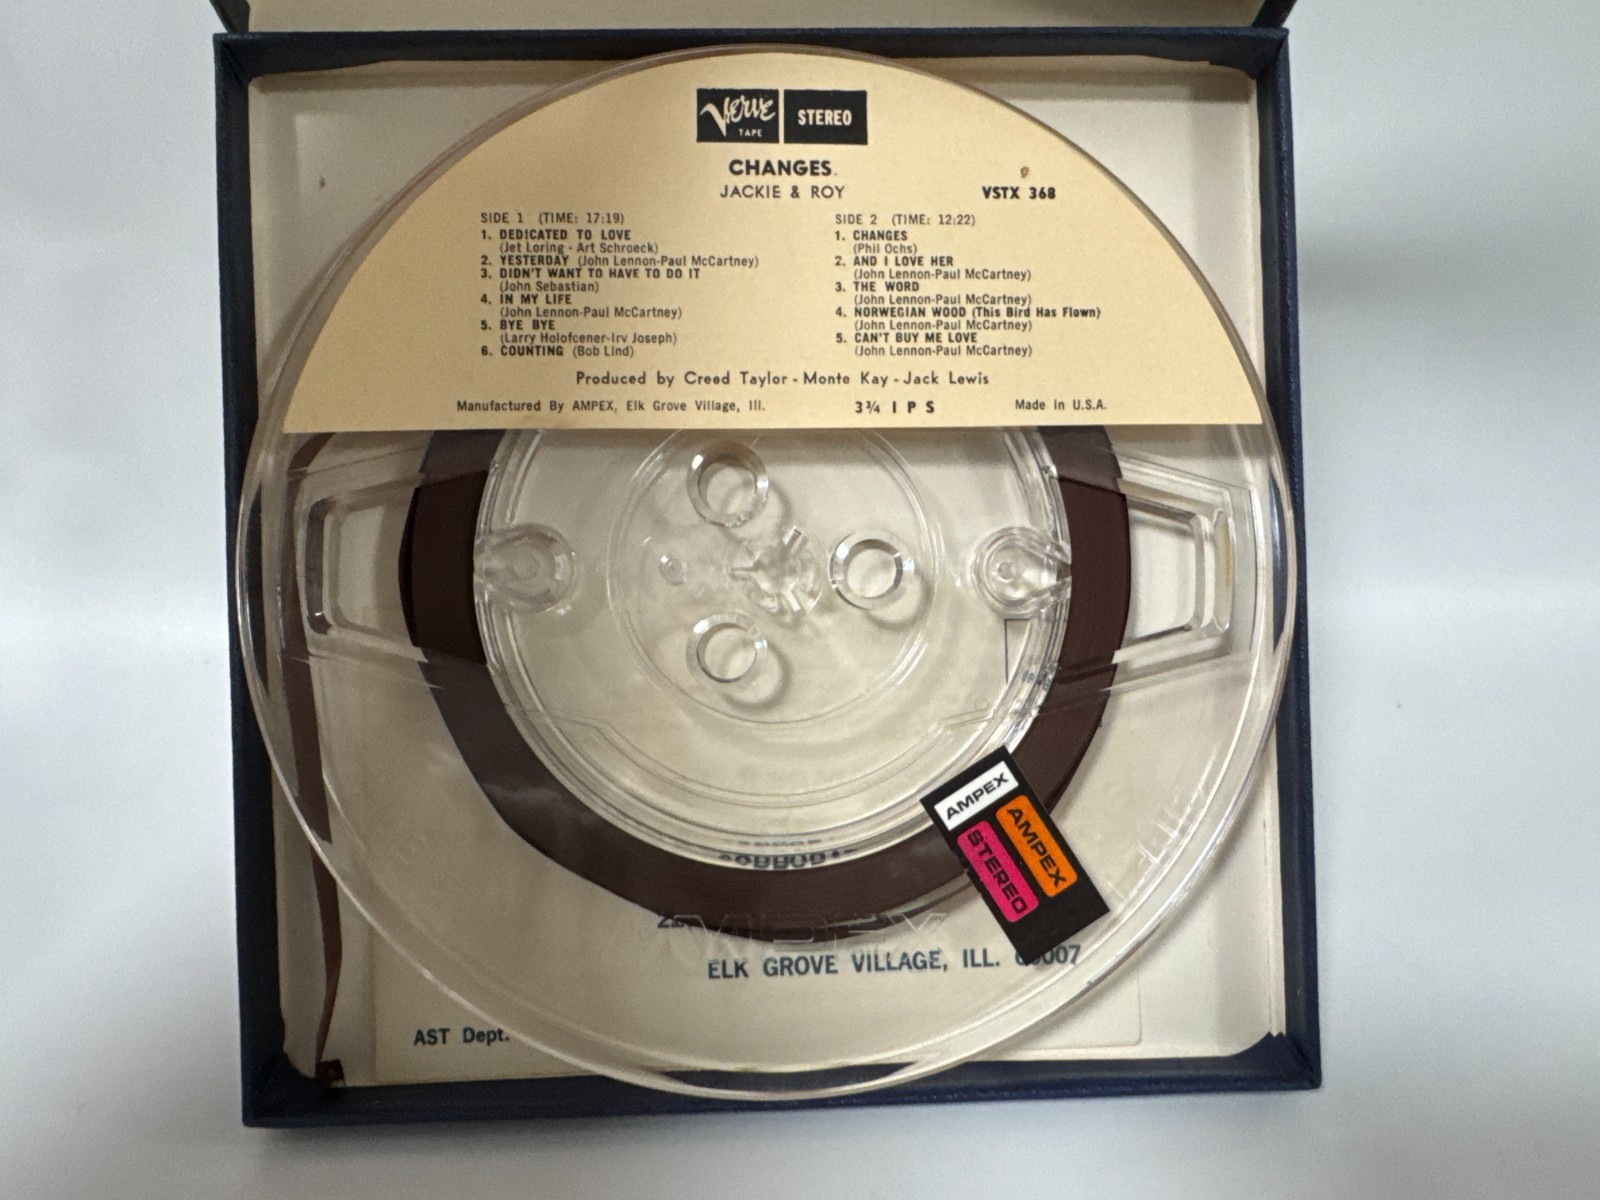 Verve TAPE STEREO
CHANGES
JACKIE & ROY
VSTX 368
SIDE 1 (TIME: 17:19)
1. DEDICATED TO LOVE
(Jet Loring - Art Schroeck)
2. YESTERDAY (John Lennon-Paul McCartney)
3. DIDN'T WANT TO HAVE TO DO IT
(John Sebastian)
4. IN MY LIFE
(John Lennon-Paul McCartney)
5. BYE BYE
(Larry Holofcener-Irv Joseph)
6. COUNTING (Bob Lind)
SIDE 2 (TIME: 12:22)
1. CHANGES
(Phil Ochs)
2. AND I LOVE HER
(John Lennon-Paul McCartney)
3. THE WORD
(John Lennon-Paul McCartney)
4. NORWEGIAN WOOD (This Bird Has Flown)
(John Lennon-Paul McCartney)
5. CAN'T BUY ME LOVE
(John Lennon-Paul McCartney)
Produced by Creed Taylor - Monte Kay - Jack Lewis
Manufactured By AMPEX, Elk Grove Village, Ill. 3¾ I P S Made in U.S.A.
AMPEX
AMPEX
STEREO
AMPEX
ELK GROVE VILLAGE, ILL.
AST Dept.